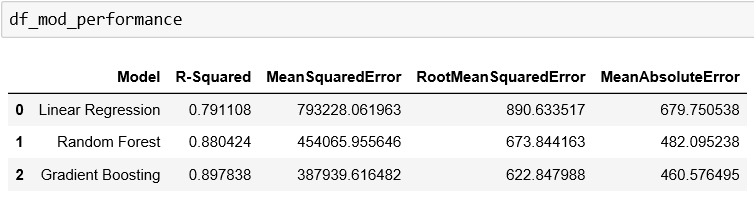 df_mod_performance
Model R-Squared MeanSquaredError RootMeanSquaredError MeanAbsoluteError
0 Linear Regression 0.791108 793228.061963 890.633517 679.750538
1 Random Forest 0.880424 454065.955646 673.844163 482.095238
2 Gradient Boosting 0.897838 387939.616482 622.847988 460.576495